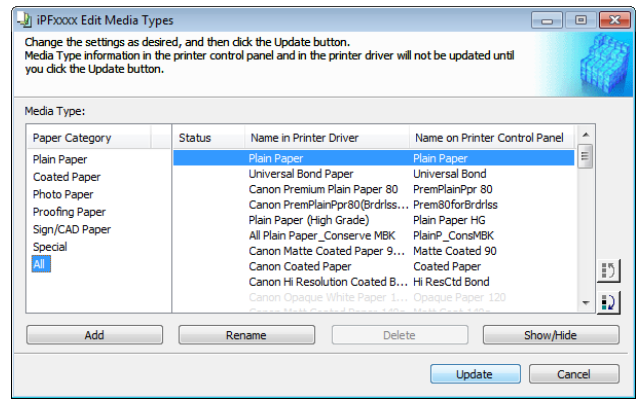 iPFxxxx Edit Media Types
Change the settings as desired, and then click the Update button.
Media Type information in the printer control panel and in the printer driver will not be updated until
you click the Update button.
Media Type:
Paper Category
Plain Paper
Coated Paper
Photo Paper
Proofing Paper
Sign/CAD Paper
Special
All
Status Name in Printer Driver Name on Printer Control Panel
Plain Paper Plain Paper
Universal Bond Paper Universal Bond
Canon Premium Plain Paper 80 PremPlainPpr 80
Canon PremPlainPpr80(Brdrlss... Prem80forBrdrlss
Plain Paper (High Grade) Plain Paper HG
All Plain Paper_Conserve MBK PlainP_ConsMBK
Canon Matte Coated Paper 9... Matte Coated 90
Canon Coated Paper Coated Paper
Canon Hi Resolution Coated B... Hi ResCtd Bond
Canon Opaque White Paper 1... Opaque Paper 120
Add Rename Delete Show/Hide
Update Cancel